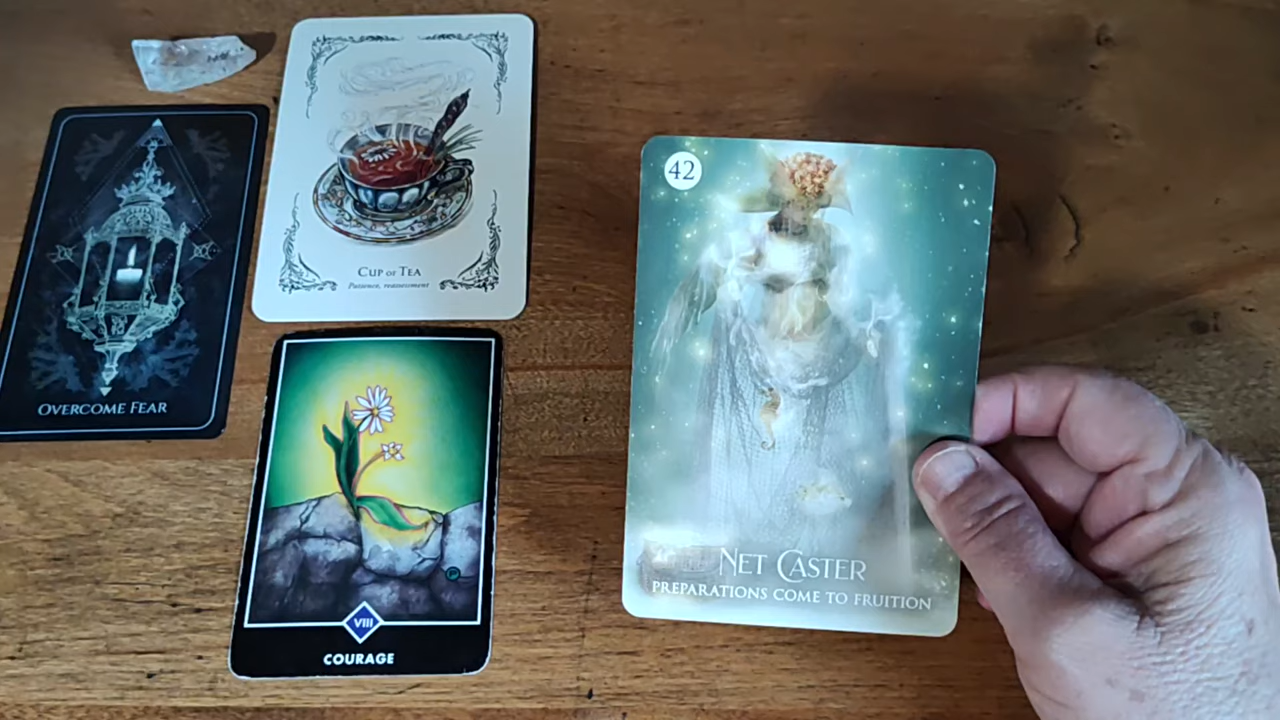 OVERCOME FEAR
CUP OF TEA
Patience, reassessment
VIII
COURAGE
42
NET CASTER
PREPARATIONS COME TO FRUITION